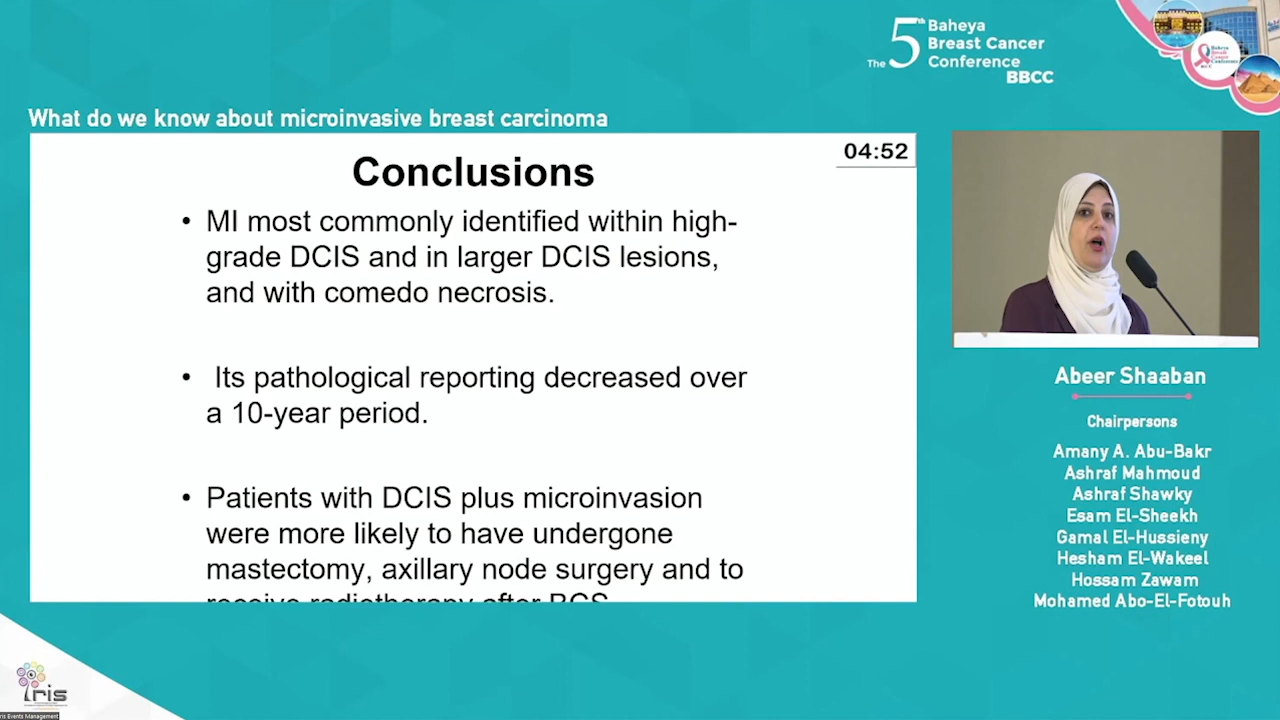 The 5th Baheya
Breast Cancer
Conference
BBCC
What do we know about microinvasive breast carcinoma
04:52
Conclusions
• MI most commonly identified within high-
grade DCIS and in larger DCIS lesions,
and with comedo necrosis.
• Its pathological reporting decreased over
a 10-year period.
• Patients with DCIS plus microinvasion
were more likely to have undergone
mastectomy, axillary node surgery and to
receive radiotherapy after BCS
Abeer Shaaban
Chairpersons
Amany A. Abu-Bakr
Ashraf Mahmoud
Ashraf Shawky
Esam El-Sheekh
Gamal El-Hussieny
Hesham El-Wakeel
Hossam Zawam
Mohamed Abo-El-Fotouh
Iris
Iris Events Management